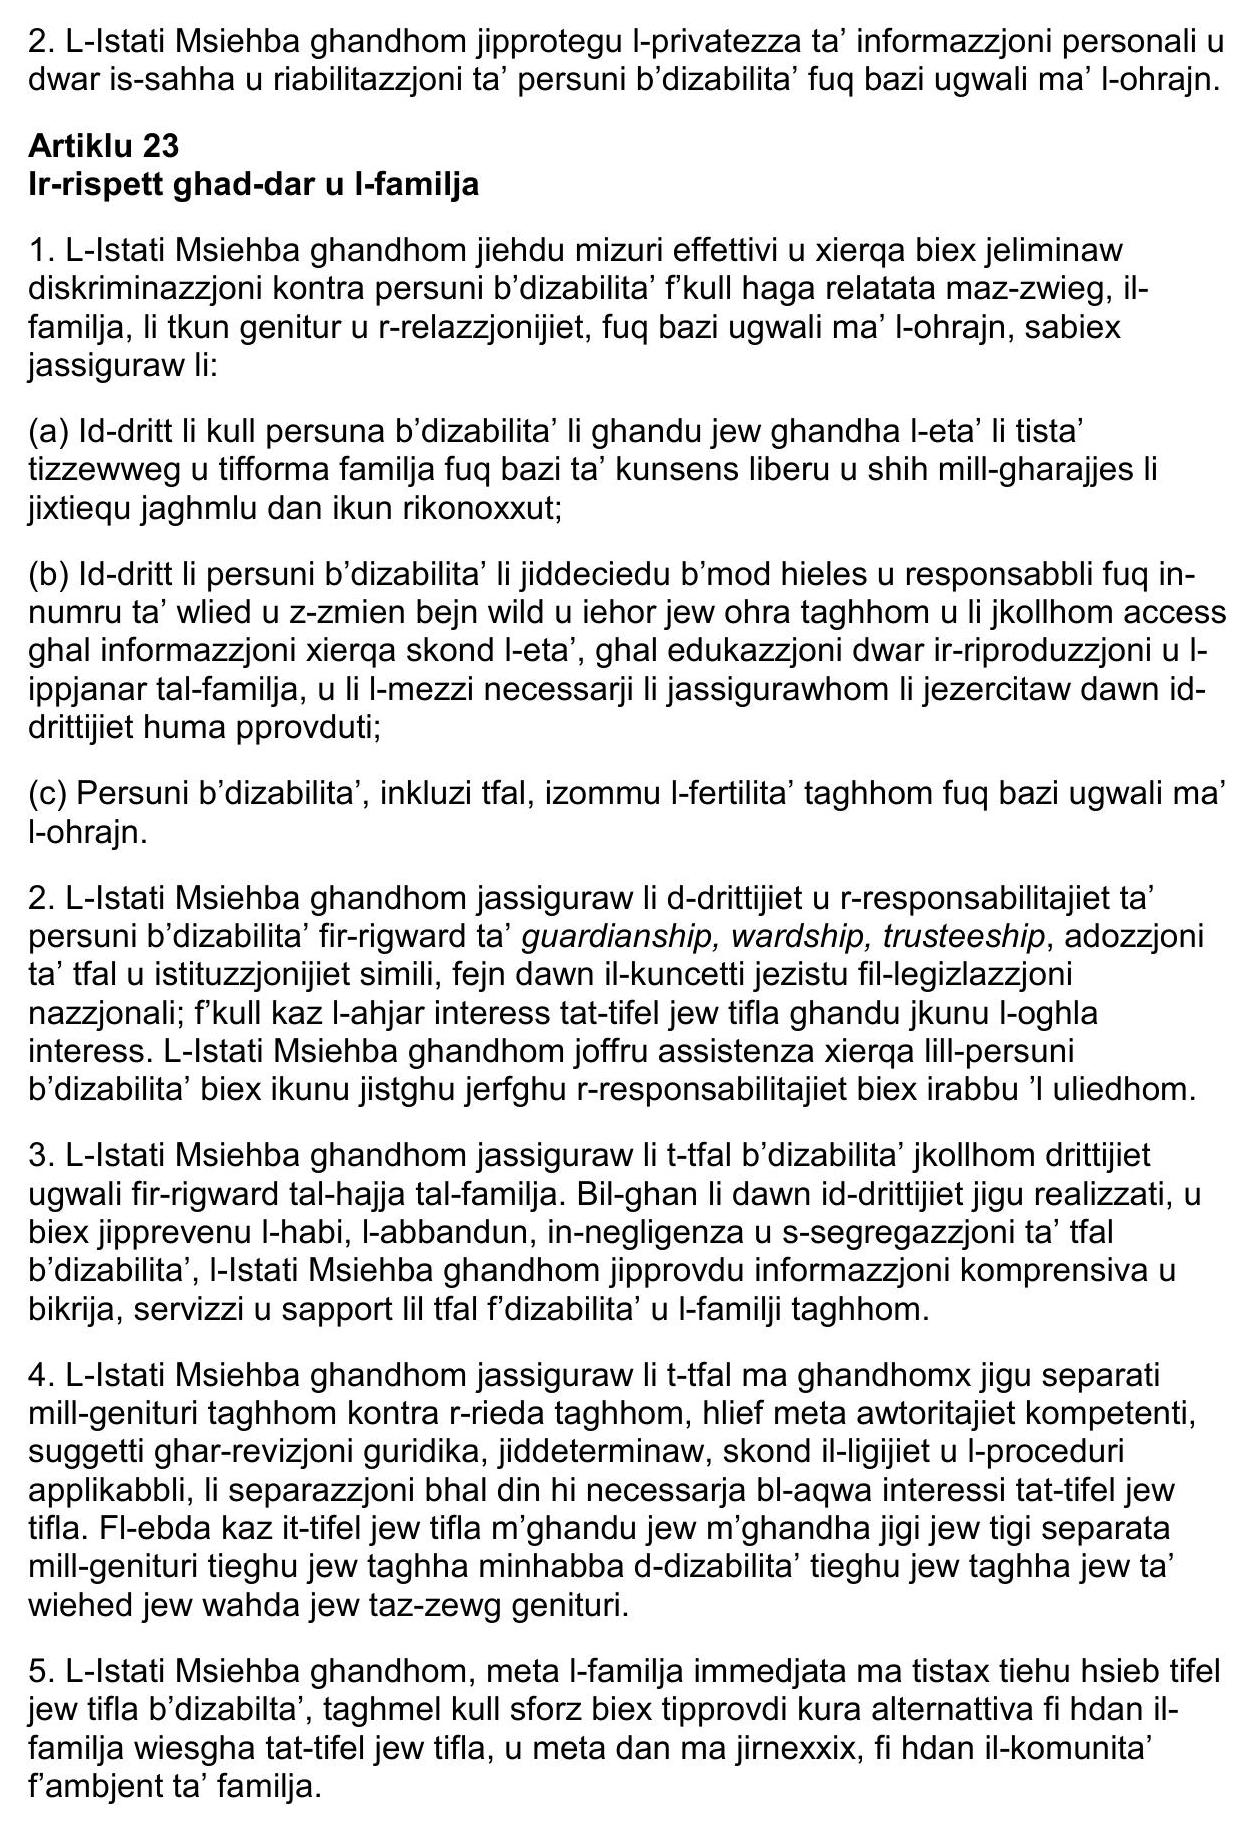 2. L-Istati Msiehba ghandhom jipprotegu l-privatezza ta’ informazzjoni personali u
dwar is-sahha u riabilitazzjoni ta’ persuni b’dizabilita’ fuq bazi ugwali ma’ l-ohrajn.
Artiklu 23
Ir-rispett ghad-dar u l-familja
1. L-Istati Msiehba ghandhom jiehdu mizuri effettivi u xierqa biex jeliminaw
diskriminazzjoni kontra persuni b’dizabilita’ f’kull haga relatata maz-zwieg, il-
familja, li tkun genitur u r-relazzjonijiet, fuq bazi ugwali ma’ l-ohrajn, sabiex
jassiguraw li:
(a) Id-dritt li kull persuna b’dizabilita’ li ghandu jew ghandha l-eta’ li tista’
tizzewweg u tifforma familja fuq bazi ta’ kunsens liberu u shih mill-gharajjes li
jixtiequ jaghmlu dan ikun rikonoxxut;
(b) Id-dritt li persuni b’dizabilita’ li jiddeciedu b’mod hieles u responsabbli fuq in-
numru ta’ wlied u z-zmien bejn wild u iehor jew ohra taghhom u li jkollhom access
ghal informazzjoni xierqa skond l-eta’, ghal edukazzjoni dwar ir-riproduzzjoni u l-
ippjanar tal-familja, u li l-mezzi necessarji li jassigurawhom li jezercitaw dawn id-
drittijiet huma pprovduti;
(c) Persuni b’dizabilita’, inkluzi tfal, izommu l-fertilita’ taghhom fuq bazi ugwali ma’
l-ohrajn.
2. L-Istati Msiehba ghandhom jassiguraw li d-drittijiet u r-responsabilitajiet ta’
persuni b’dizabilita’ fir-rigward ta’ guardianship, wardship, trusteeship, adozzjoni
ta’ tfal u istituzzjonijiet simili, fejn dawn il-kuncetti jezistu fil-legizlazzjoni
nazzjonali; f’kull kaz l-ahjar interess tat-tifel jew tifla ghandu jkunu l-oghla
interess. L-Istati Msiehba ghandhom joffru assistenza xierqa lill-persuni
b’dizabilita’ biex ikunu jistghu jerfghu r-responsabilitajiet biex irabbu ’l uliedhom.
3. L-Istati Msiehba ghandhom jassiguraw li t-tfal b’dizabilita’ jkollhom drittijiet
ugwali fir-rigward tal-hajja tal-familja. Bil-ghan li dawn id-drittijiet jigu realizzati, u
biex jipprevenu l-habi, l-abbandun, in-negligenza u s-segregazzjoni ta’ tfal
b’dizabilita’, l-Istati Msiehba ghandhom jipprovdu informazzjoni komprensiva u
bikrija, servizzi u sapport lil tfal f’dizabilita’ u l-familji taghhom.
4. L-Istati Msiehba ghandhom jassiguraw li t-tfal ma ghandhomx jigu separati
mill-genituri taghhom kontra r-rieda taghhom, hlief meta awtoritajiet kompetenti,
suggetti ghar-revizjoni guridika, jiddeterminaw, skond il-ligijiet u l-proceduri
applikabbli, li separazzjoni bhal din hi necessarja bl-aqwa interessi tat-tifel jew
tifla. Fl-ebda kaz it-tifel jew tifla m’ghandu jew m’ghandha jigi jew tigi separata
mill-genituri tieghu jew taghha minhabba d-dizabilita’ tieghu jew taghha jew ta’
wiehed jew wahda jew taz-zewg genituri.
5. L-Istati Msiehba ghandhom, meta l-familja immedjata ma tistax tiehu hsieb tifel
jew tifla b’dizabilta’, taghmel kull sforz biex tipprovdi kura alternattiva fi hdan il-
familja wiesgha tat-tifel jew tifla, u meta dan ma jirnexxix, fi hdan il-komunita’
f’ambjent ta’ familja.